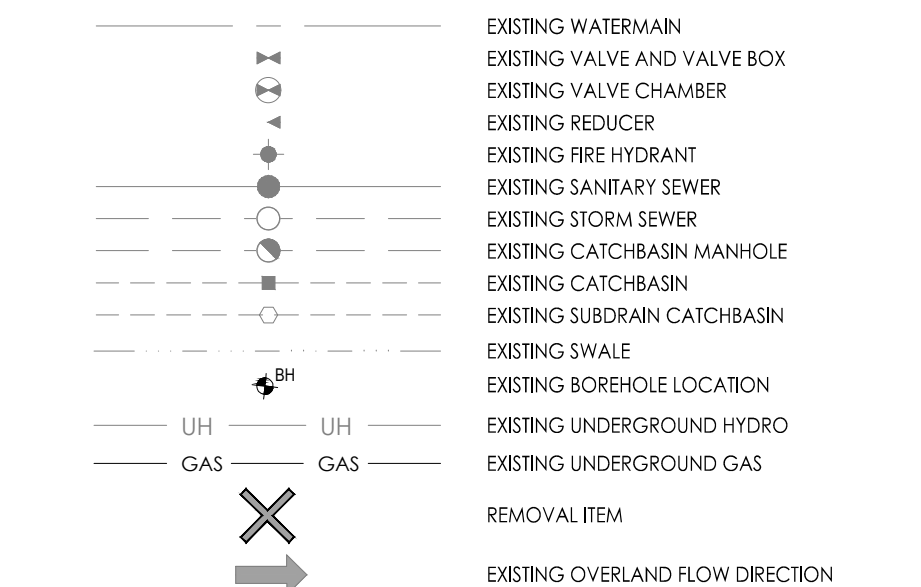 EXISTING WATERMAIN
EXISTING VALVE AND VALVE BOX
EXISTING VALVE CHAMBER
EXISTING REDUCER
EXISTING FIRE HYDRANT
EXISTING SANITARY SEWER
EXISTING STORM SEWER
EXISTING CATCHBASIN MANHOLE
EXISTING CATCHBASIN
EXISTING SUBDRAIN CATCHBASIN
EXISTING SWALE
BH EXISTING BOREHOLE LOCATION
UH UH EXISTING UNDERGROUND HYDRO
GAS GAS EXISTING UNDERGROUND GAS
REMOVAL ITEM
EXISTING OVERLAND FLOW DIRECTION